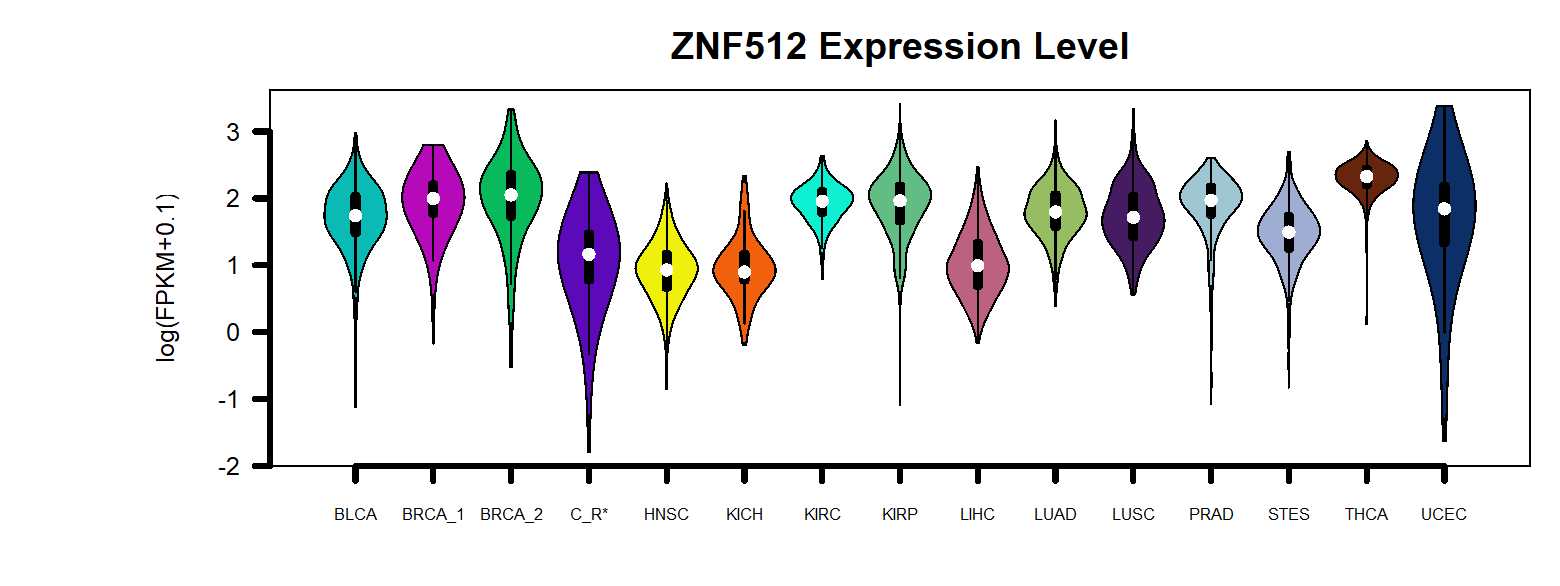 ZNF512 Expression Level
log(FPKM+0.1)
3
2
1
0
-1
-2
BLCA BRCA_1 BRCA_2 C_R* HNSC KICH KIRC KIRP LIHC LUAD LUSC PRAD STES THCA UCEC